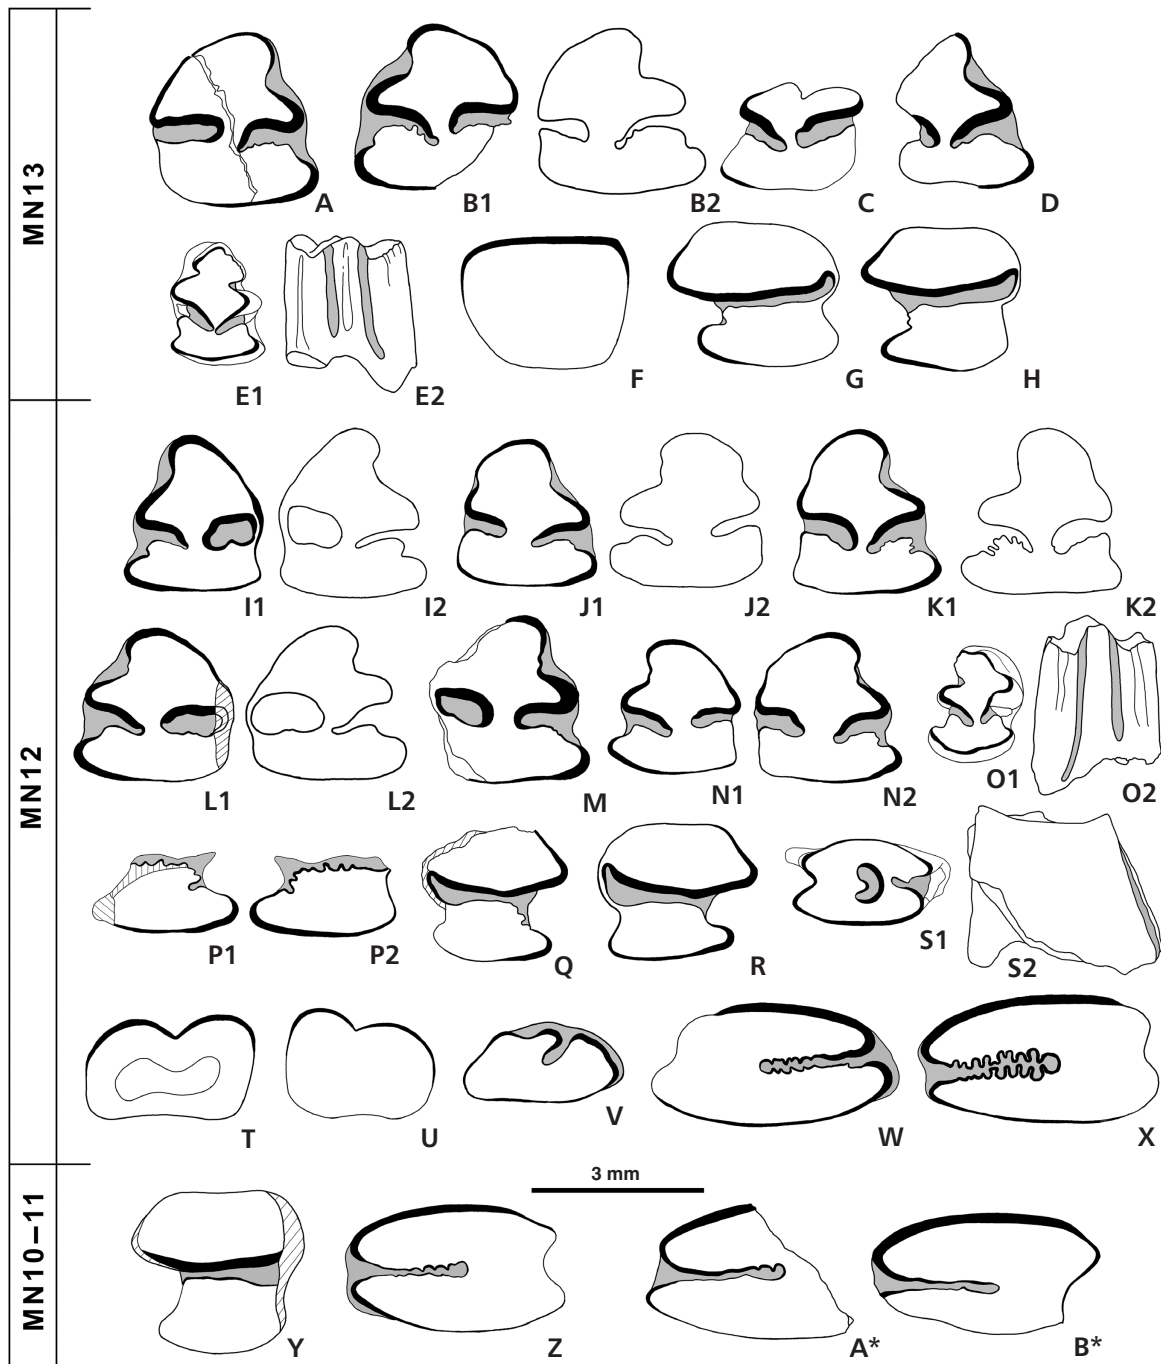 MN13
A B1 B2 C D
E1 E2 F G H
MN12
I1 I2 J1 J2 K1 K2
L1 L2 M N1 N2 O1 O2
P1 P2 Q R S1 S2
T U V W X
MN10–11
3 mm
Y Z A* B*